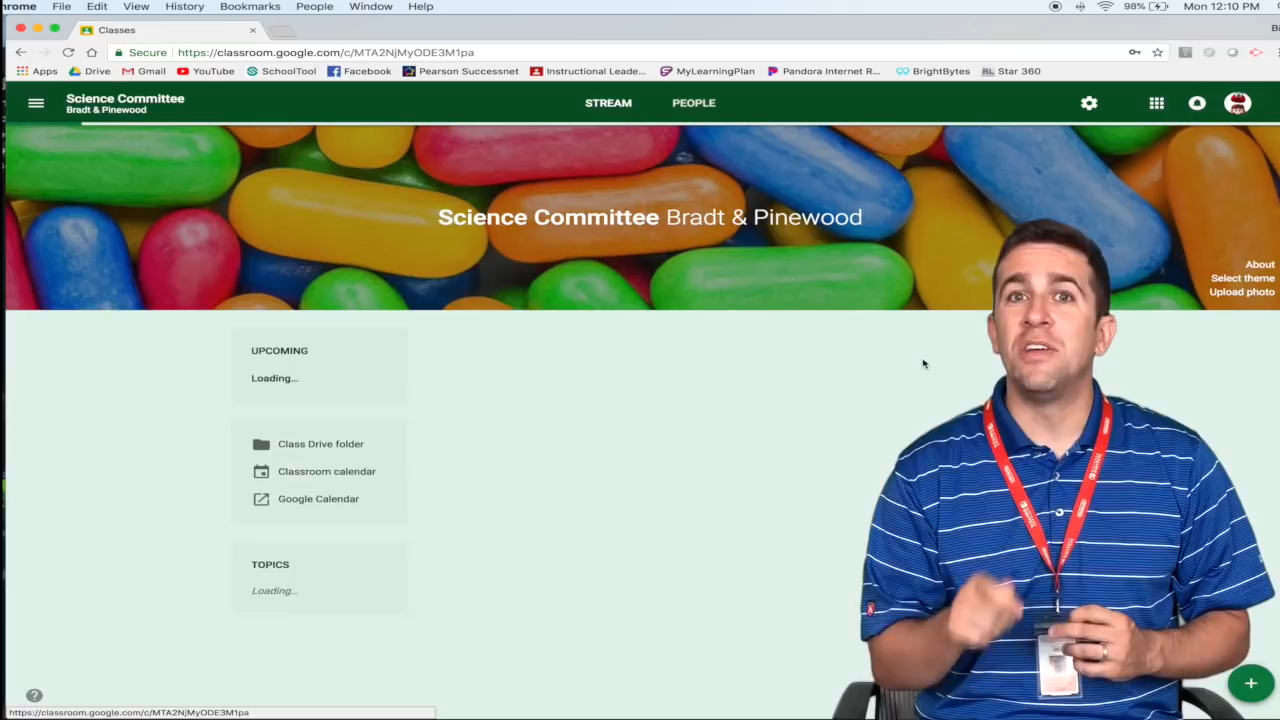 hrome File Edit View History Bookmarks People Window Help 98% Mon 12:10 PM
Classes × Bi
Secure https://classroom.google.com/c/MTA2NjMyODE3M1pa
Apps Drive Gmail YouTube SchoolTool Facebook Pearson Successnet Instructional Leade... MyLearningPlan Pandora Internet R... BrightBytes RL Star 360
Science Committee
Bradt & Pinewood
STREAM PEOPLE
Science Committee Bradt & Pinewood
About
Select theme
Upload photo
UPCOMING
Loading...
Class Drive folder
Classroom calendar
Google Calendar
TOPICS
Loading...
?
+
https://classroom.google.com/c/MTA2NjMyODE3M1pa